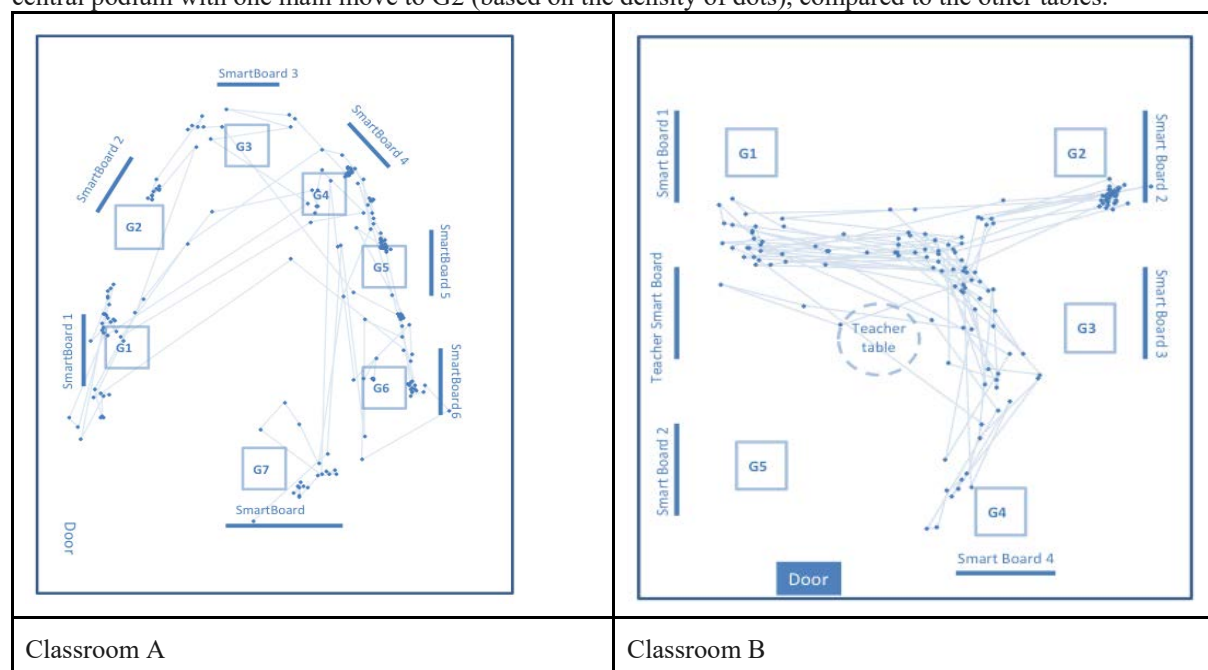 central podium with one main move to G2 (based on the density of dots), compared to the other tables.
SmartBoard 3
SmartBoard 2
SmartBoard 4
G3
G4
G2
G5
SmartBoard 5
SmartBoard 1
G1
G6
SmartBoard 6
G7
SmartBoard
Door
Smart Board 1
G1
G2
Smart Board 2
Teacher Smart Board
Teacher
table
G3
Smart Board 3
Smart Board 2
G5
G4
Smart Board 4
Door
Classroom A
Classroom B